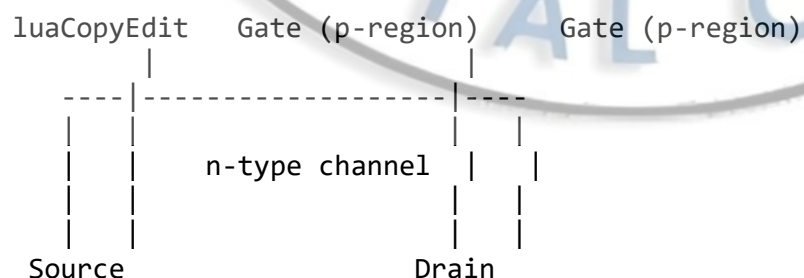 luaCopyEdit Gate (p-region) Gate (p-region)
| |
----|-------------------|----
| | | |
| | n-type channel | |
| | | |
| | | |
Source Drain